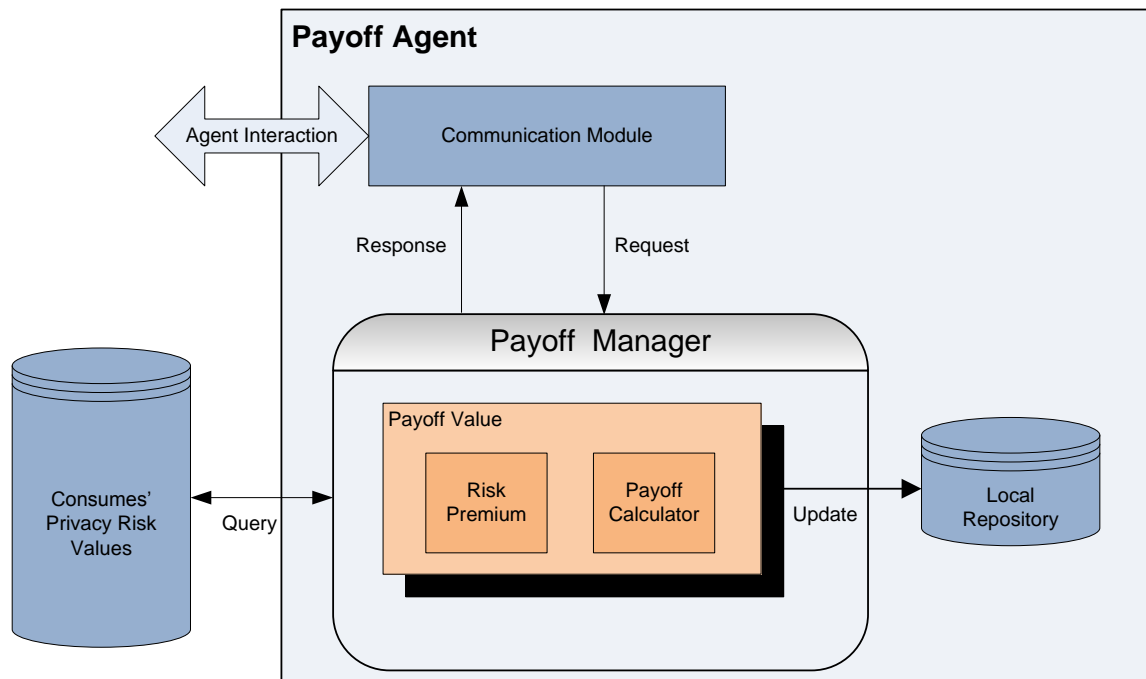 Payoff Agent
Agent Interaction
Communication Module
Response
Request
Payoff Manager
Payoff Value
Risk
Premium
Payoff
Calculator
Consumes’
Privacy Risk
Values
Query
Update
Local
Repository